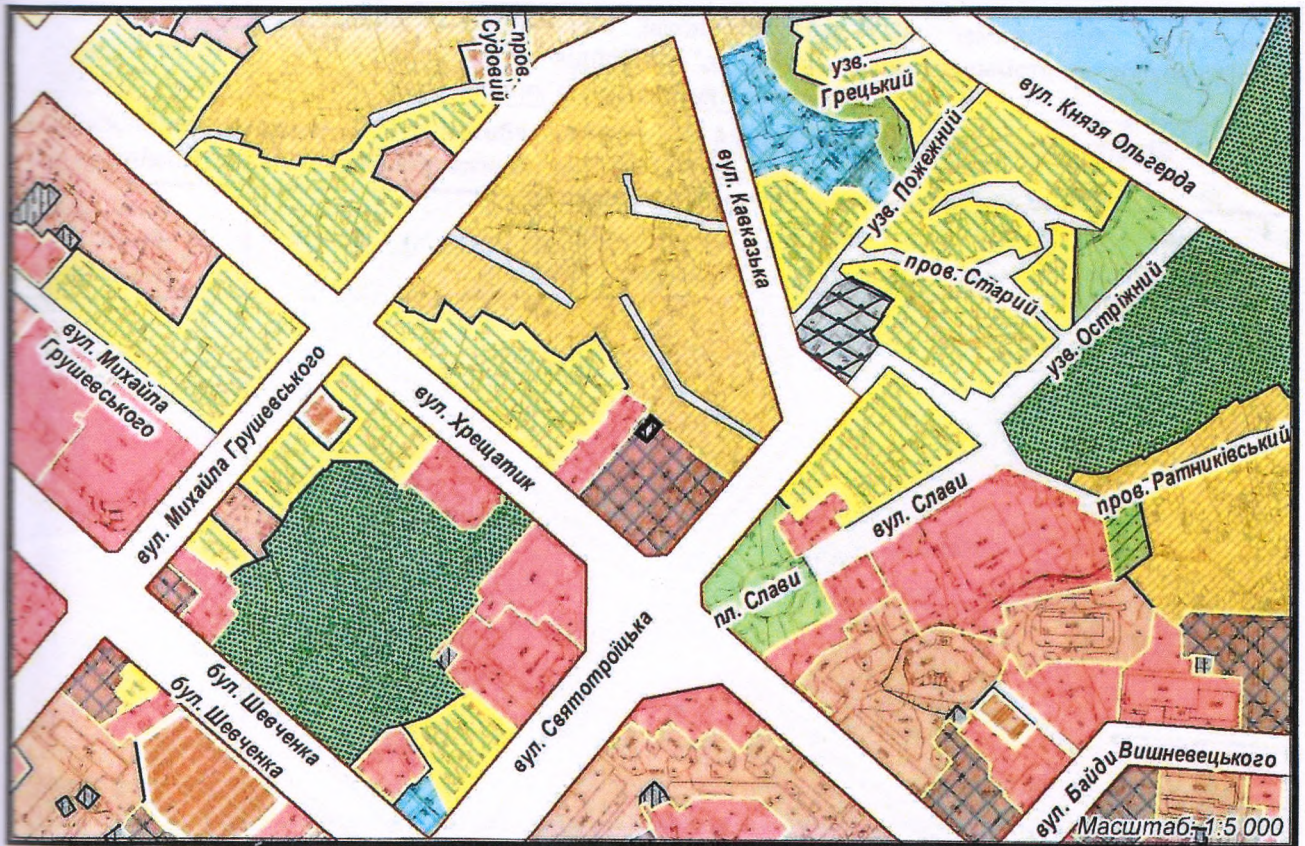 пров.
Судовий
узв.
Грецький
вул. Князя Ольгерда
узв. Пожежний
вул. Кавказька
пров. Старий
узв. Остріжний
вул. Михайла
Грушевського
вул. Михайла Грушевського
вул. Хрещатик
вул. Слави
пров. Ратниківський
пл. Слави
вул. Святотроїцька
бул. Шевченка
бул. Шевченка
вул. Байди Вишневецького
Масштаб: 1:5 000